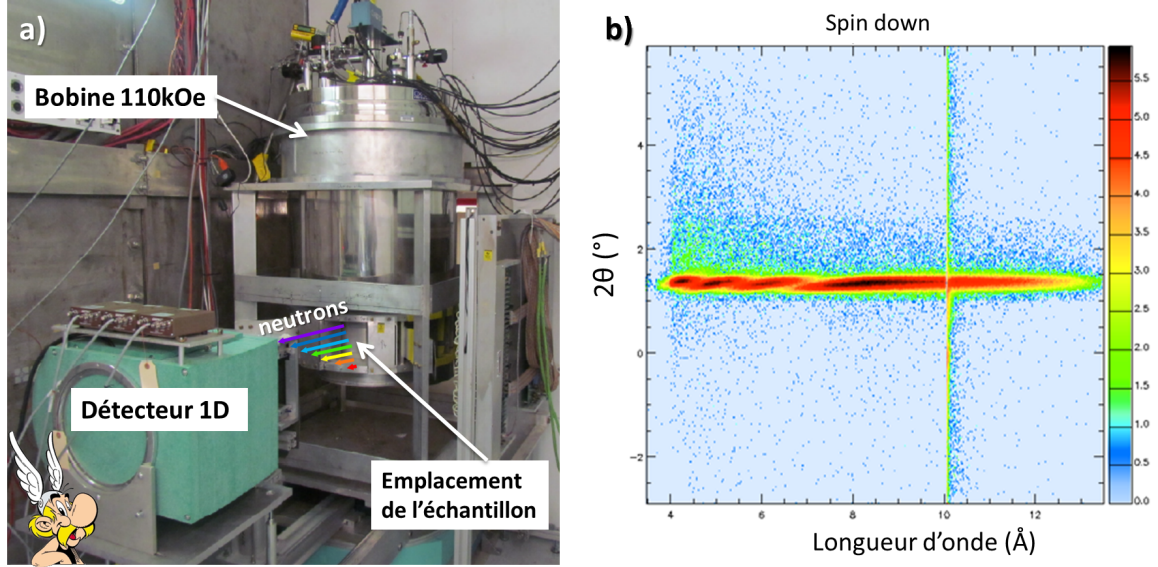 a)
Bobine 110kOe
neutrons
Détecteur 1D
Emplacement
de l'échantillon
b)
Spin down
2θ (°)
4
2
0
-2
4
6
8
10
12
Longueur d'onde (Å)
5.5
5.0
4.5
4.0
3.5
3.0
2.5
2.0
1.5
1.0
0.5
0.0